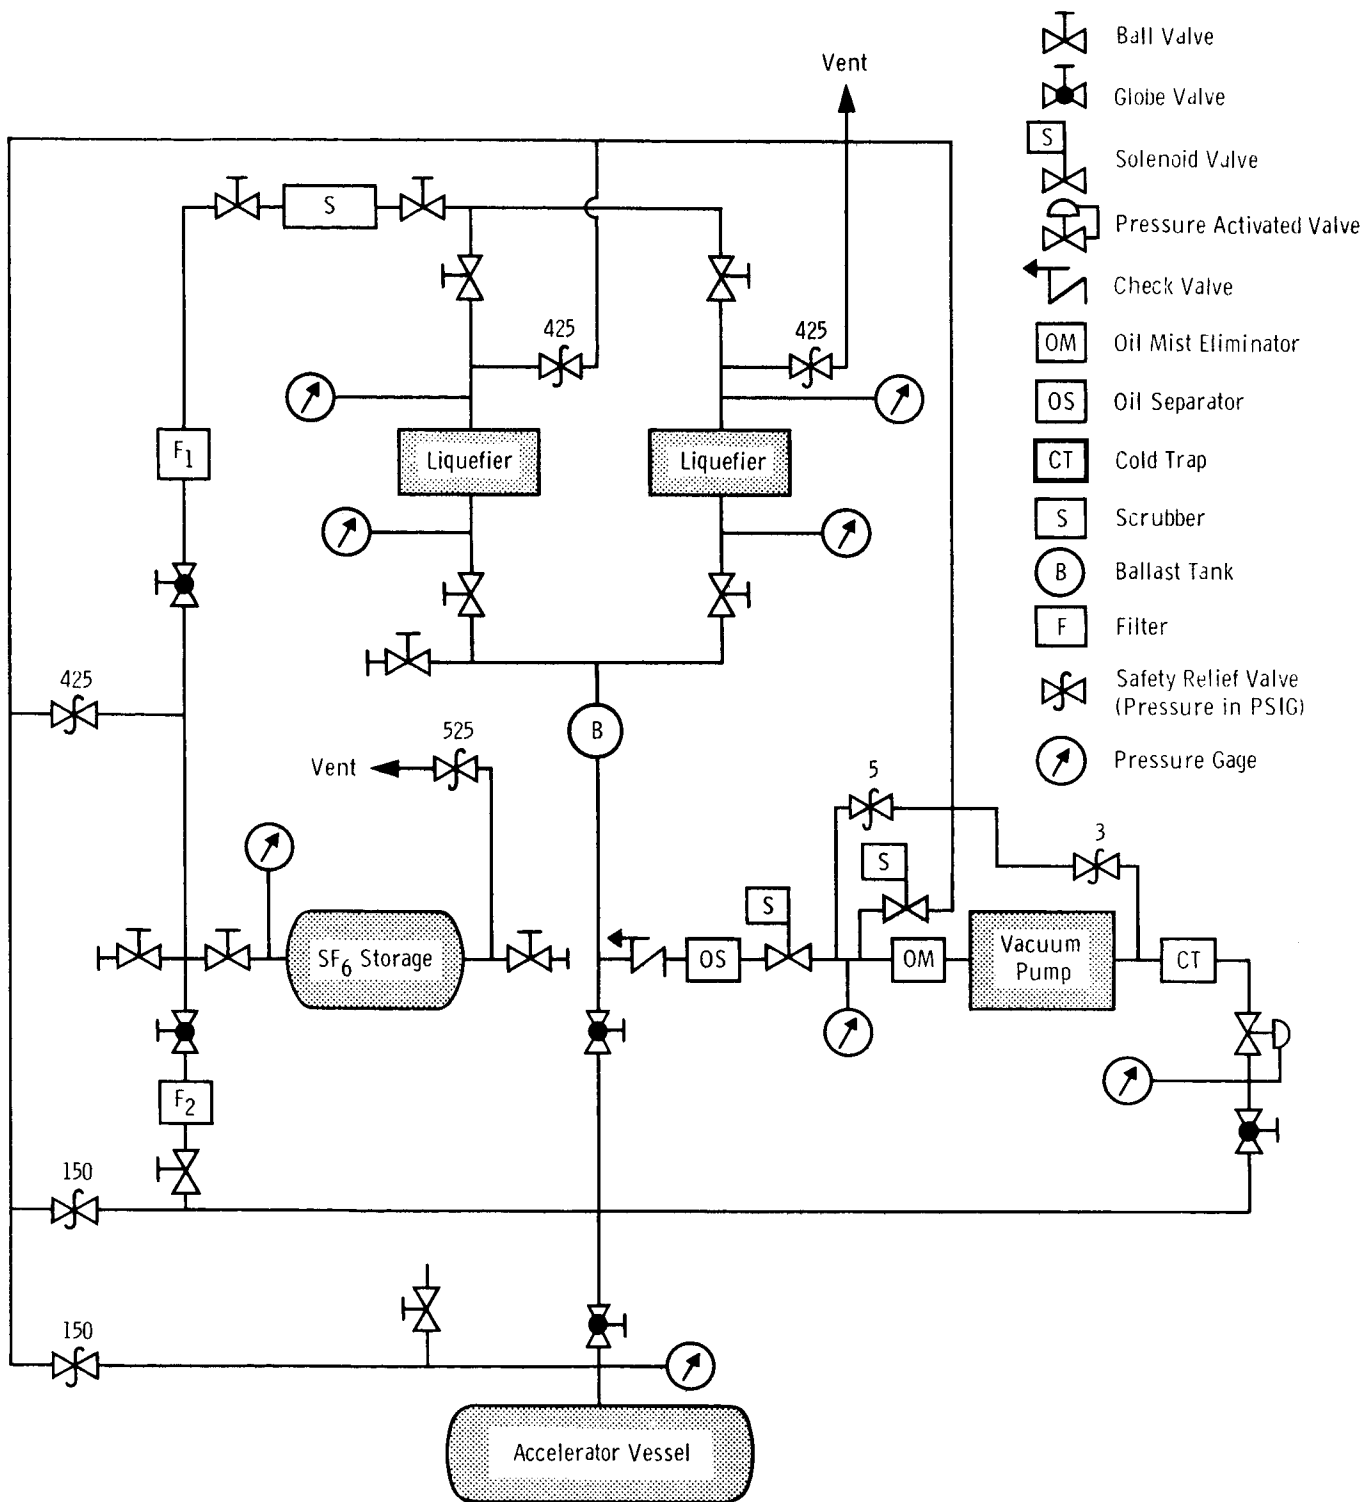 Vent
S
425
425
F1
Liquefier
Liquefier
425
B
525
Vent
5
3
S
S
SF6 Storage
OS
OM
Vacuum
Pump
CT
F2
150
150
Accelerator Vessel
Ball Valve
Globe Valve
S
Solenoid Valve
Pressure Activated Valve
Check Valve
OM Oil Mist Eliminator
OS Oil Separator
CT Cold Trap
S Scrubber
B Ballast Tank
F Filter
Safety Relief Valve
(Pressure in PSIG)
Pressure Gage